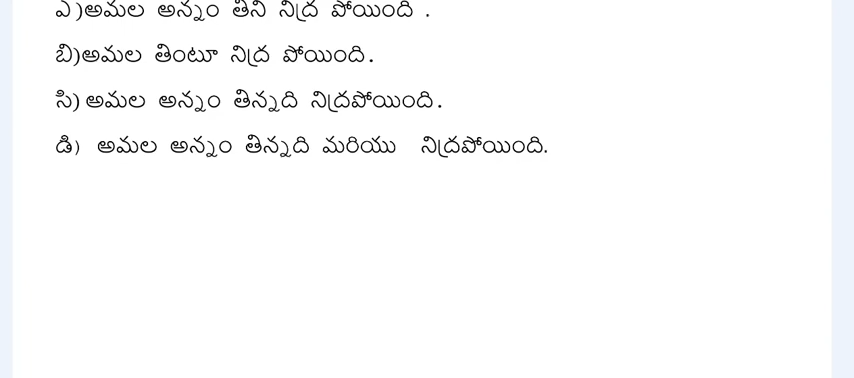 ఎ)అమల అన్నం తిని నిద్ర పోయింది .
బి)అమల తింటూ నిద్ర పోయింది.
సి) అమల అన్నం తిన్నది నిద్రపోయింది.
డి) అమల అన్నం తిన్నది మరియు నిద్రపోయింది.